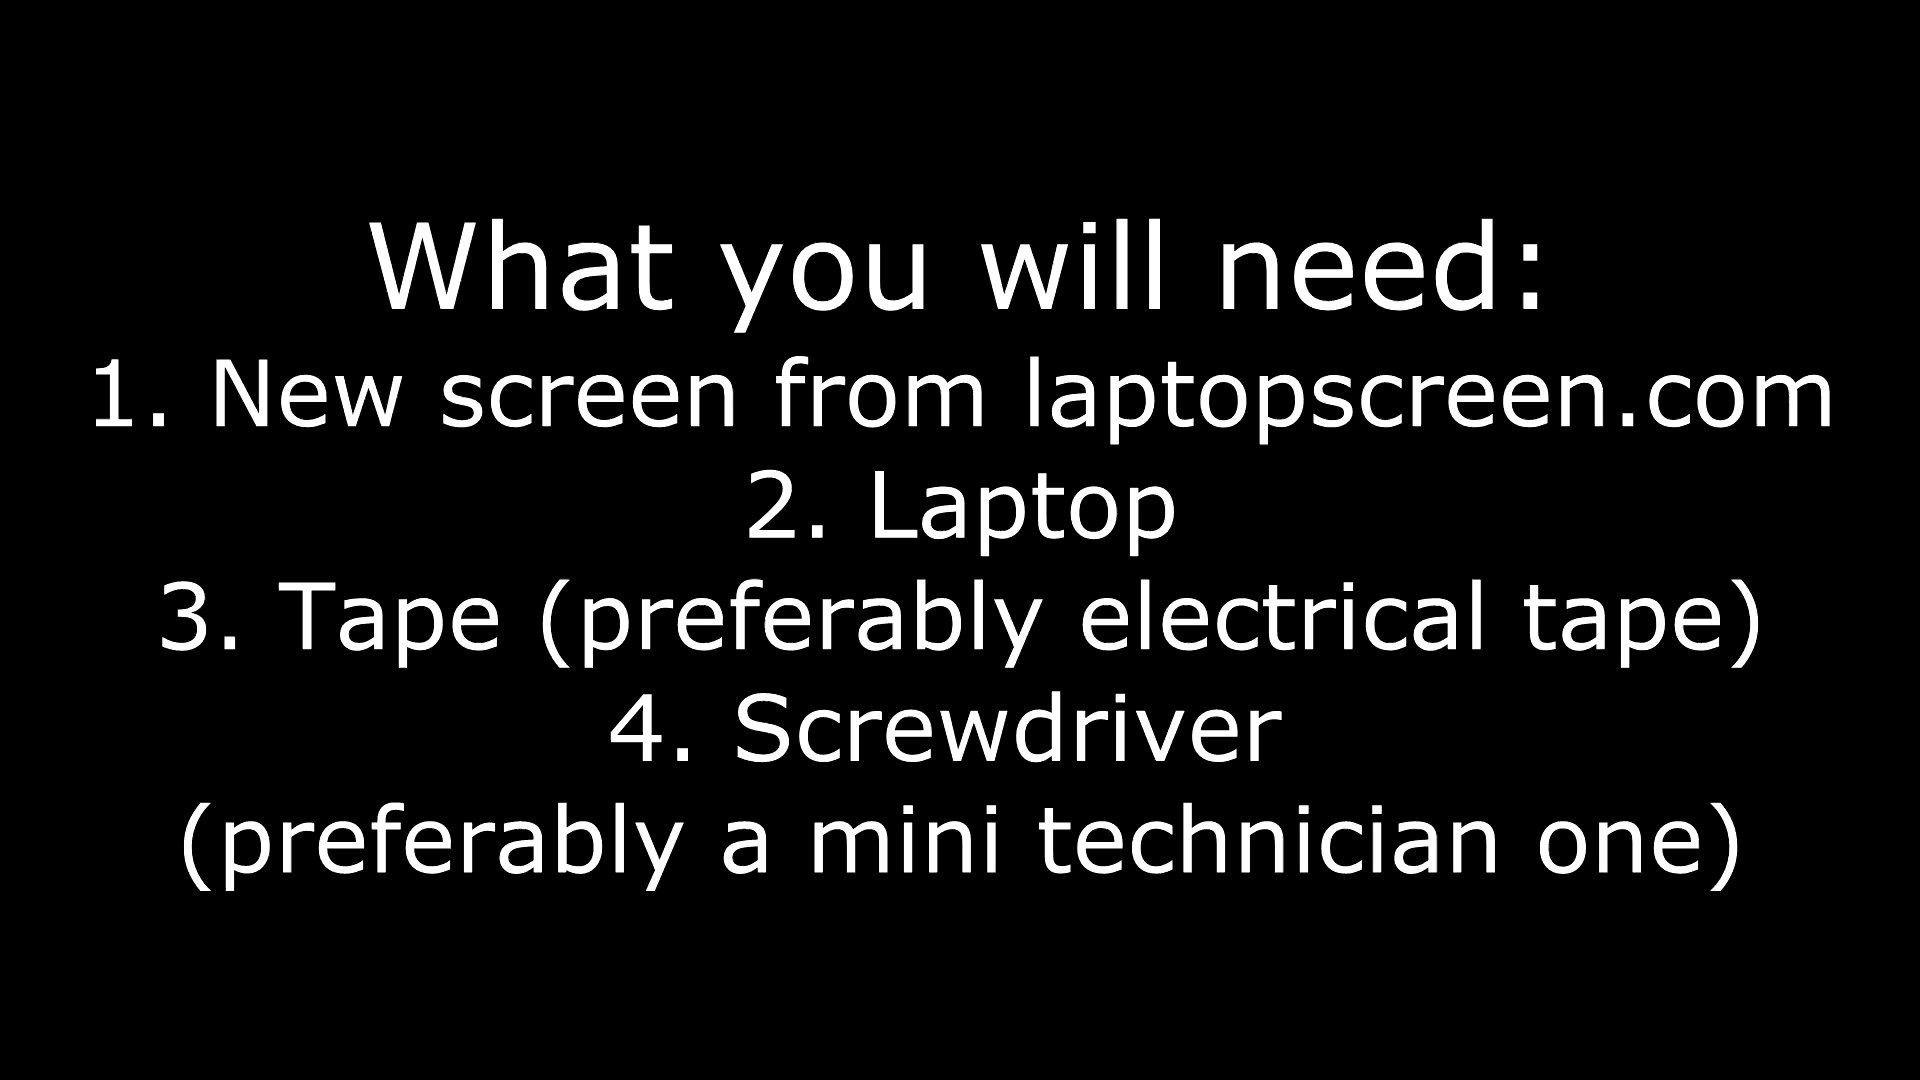 What you will need:
1. New screen from laptopscreen.com
2. Laptop
3. Tape (preferably electrical tape)
4. Screwdriver
(preferably a mini technician one)